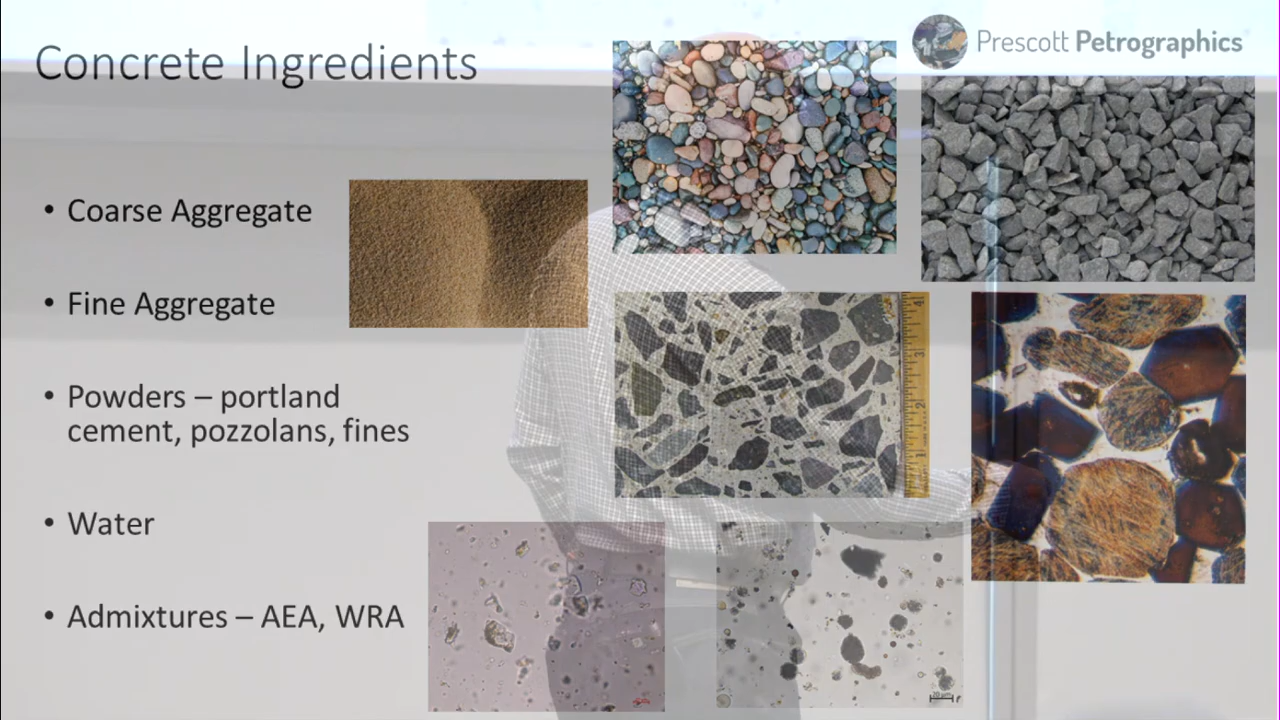 Concrete Ingredients
Prescott Petrographics
• Coarse Aggregate
• Fine Aggregate
• Powders – portland
cement, pozzolans, fines
• Water
• Admixtures – AEA, WRA